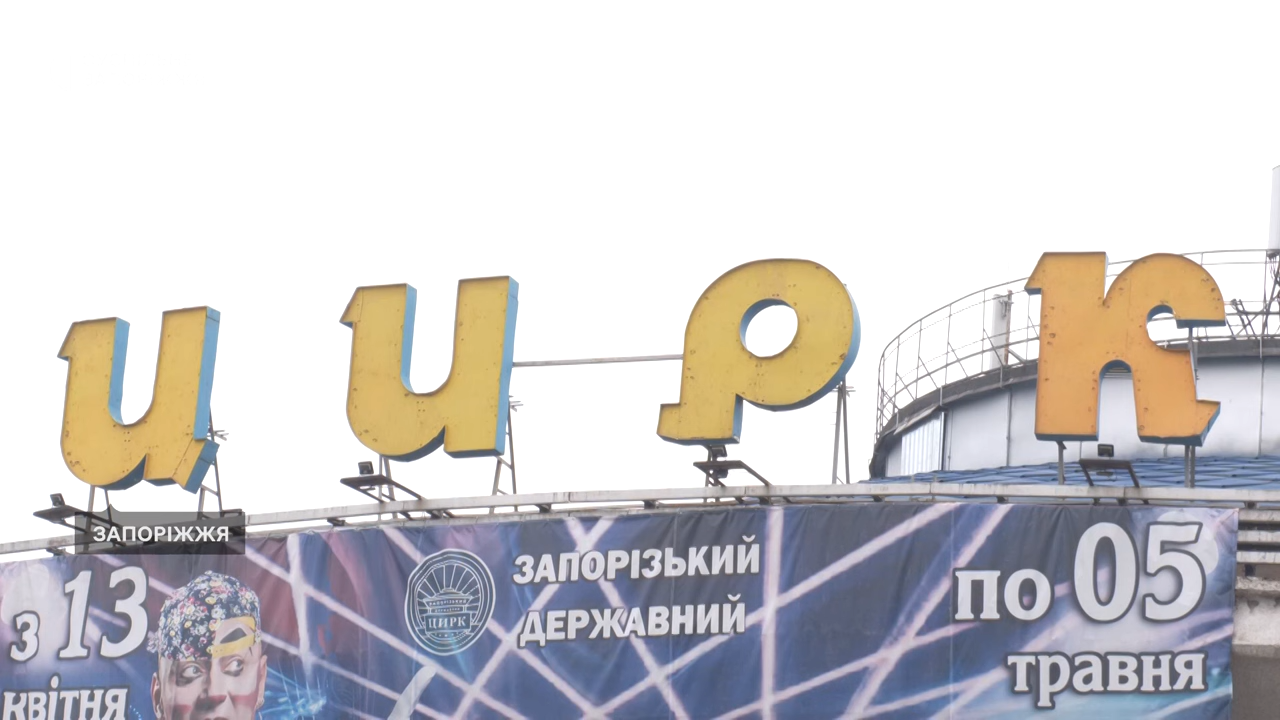 цирк
ЗАПОРІЖЖЯ
з 13
квітня
ЦИРК
ЗАПОРІЗЬКИЙ
ДЕРЖАВНИЙ
по 05
травня